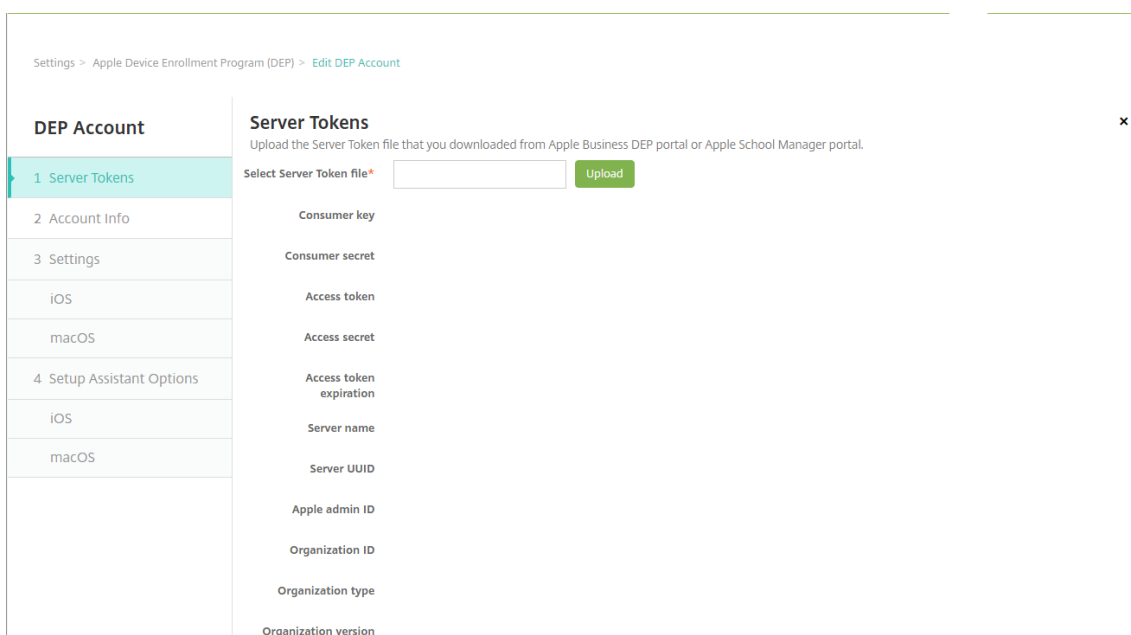 Settings > Apple Device Enrollment Program (DEP) > Edit DEP Account
DEP Account
1 Server Tokens
2 Account Info
3 Settings
iOS
macOS
4 Setup Assistant Options
iOS
macOS
Server Tokens
×
Upload the Server Token file that you downloaded from Apple Business DEP portal or Apple School Manager portal.
Select Server Token file*
Upload
Consumer key
Consumer secret
Access token
Access secret
Access token
expiration
Server name
Server UUID
Apple admin ID
Organization ID
Organization type
Organization version